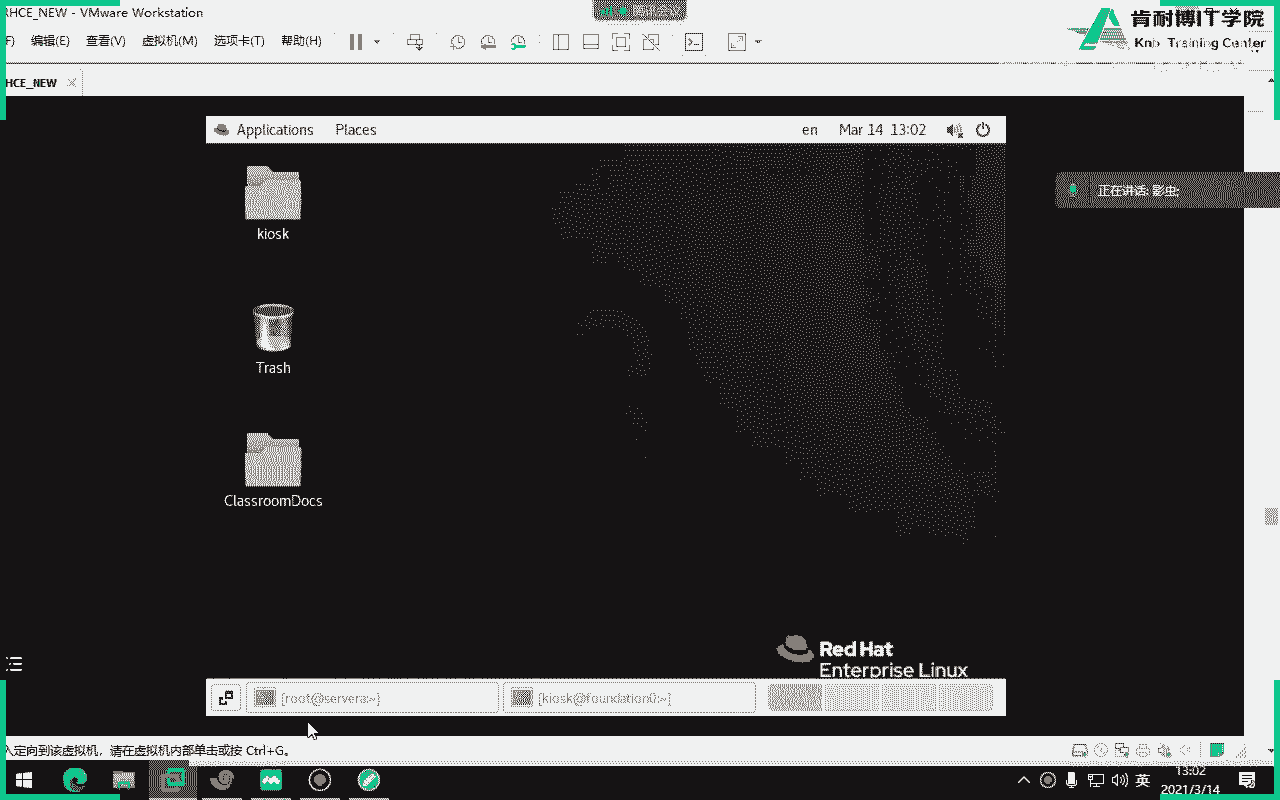 RHCE_NEW - VMware Workstation
F) 编辑(E) 查看(V) 虚拟机(M) 选项卡(T) 帮助(H)
肯耐博IT学院
Knb Training Center
HCE_NEW
Applications Places en Mar 14 13:02
正在讲话: 影虫;
kiosk
Trash
ClassroomDocs
Red Hat
Enterprise Linux
[root@servera:~] [kiosk@foundation0:~]
入定向到该虚拟机，请在虚拟机内部单击或按 Ctrl+G。
英 13:02
2021/3/14